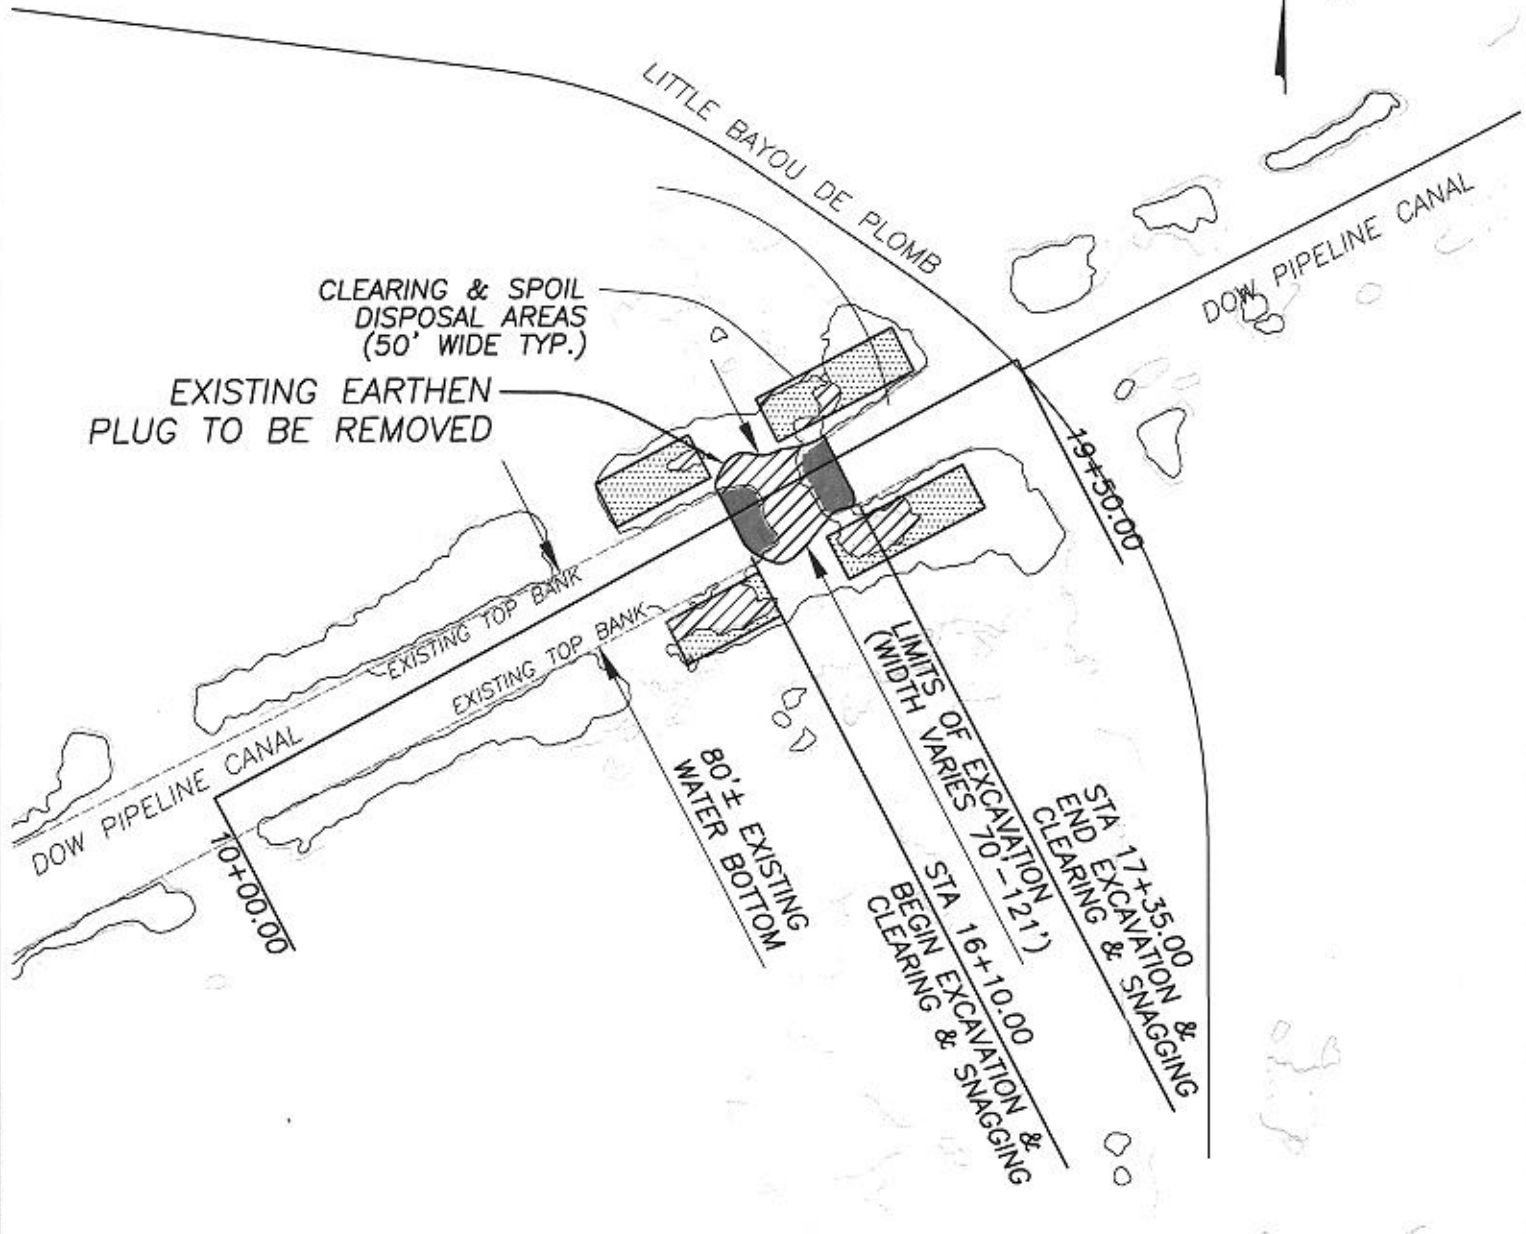 LITTLE BAYOU DE PLOMB
DOW PIPELINE CANAL
CLEARING & SPOIL
DISPOSAL AREAS
(50' WIDE TYP.)
EXISTING EARTHEN
PLUG TO BE REMOVED
19+50.00
EXISTING TOP BANK
EXISTING TOP BANK
DOW PIPELINE CANAL
10+00.00
80'± EXISTING
WATER BOTTOM
LIMITS OF EXCAVATION
(WIDTH VARIES 70'-121')
STA 17+35.00
END EXCAVATION &
CLEARING & SNAGGING
STA 16+10.00
BEGIN EXCAVATION &
CLEARING & SNAGGING